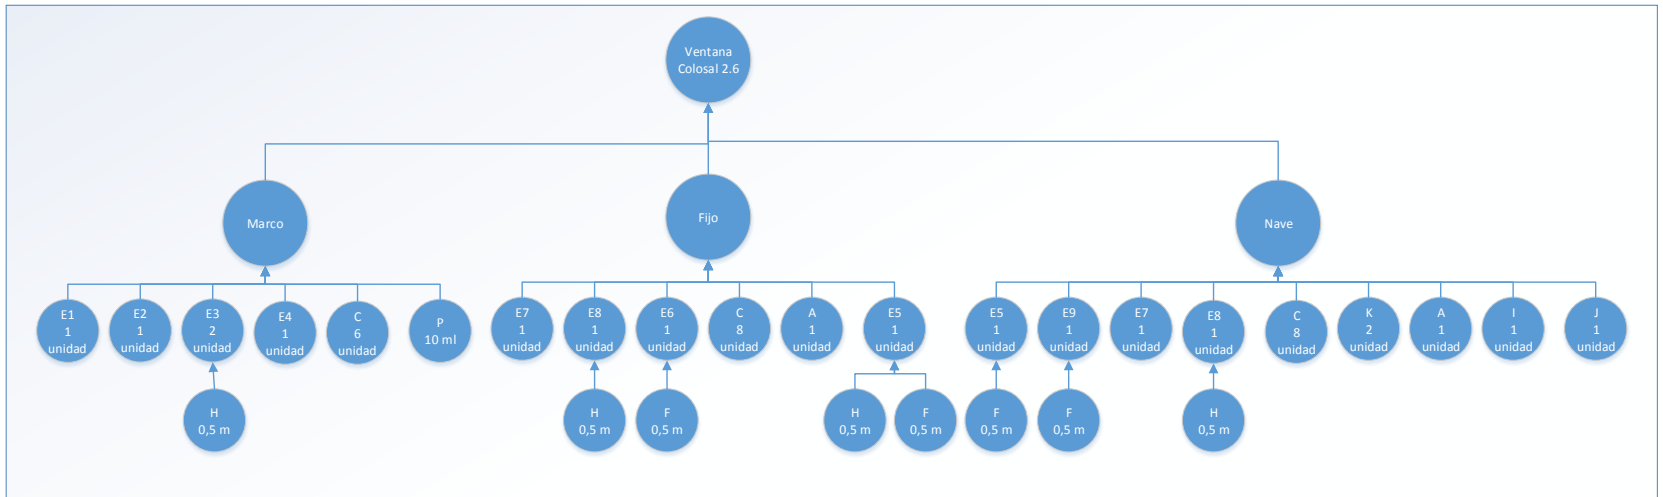 Ventana
Colosal 2.6
Marco
Fijo
Nave
E1
1
unidad
E2
1
unidad
E3
2
unidad
E4
1
unidad
C
6
unidad
P
10 ml
E7
1
unidad
E8
1
unidad
E6
1
unidad
C
8
unidad
A
1
unidad
E5
1
unidad
E5
1
unidad
E9
1
unidad
E7
1
unidad
E8
1
unidad
C
8
unidad
K
2
unidad
A
1
unidad
I
1
unidad
J
1
unidad
H
0,5 m
H
0,5 m
F
0,5 m
H
0,5 m
F
0,5 m
F
0,5 m
F
0,5 m
H
0,5 m